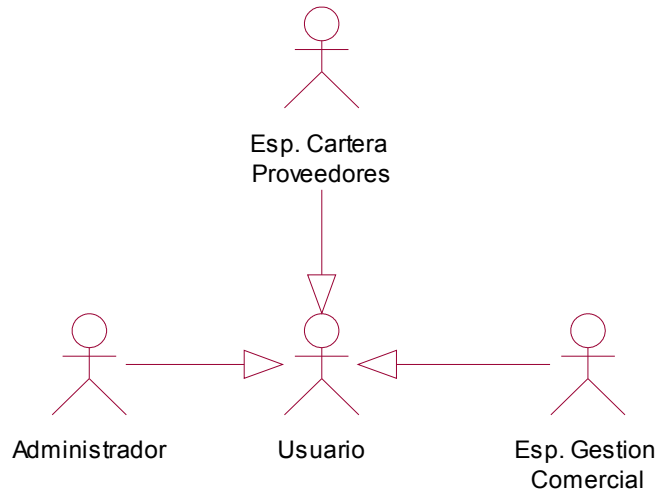 Esp. Cartera
Proveedores
Administrador
Usuario
Esp. Gestion
Comercial